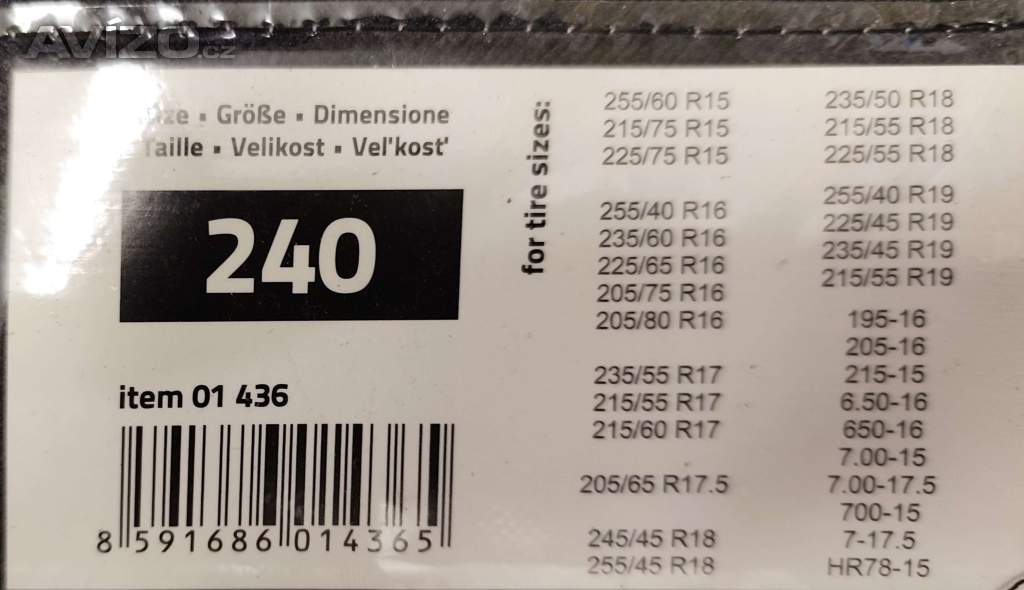 AVÍZO.cz
Size ▪ Größe ▪ Dimensione
Taille ▪ Velikost ▪ Vel'kost'
240
item 01 436
8 591686 014365
for tire sizes:
255/60 R15
215/75 R15
225/75 R15
255/40 R16
235/60 R16
225/65 R16
205/75 R16
205/80 R16
235/55 R17
215/55 R17
215/60 R17
205/65 R17.5
245/45 R18
255/45 R18
235/50 R18
215/55 R18
225/55 R18
255/40 R19
225/45 R19
235/45 R19
215/55 R19
195-16
205-16
215-15
6.50-16
650-16
7.00-15
7.00-17.5
700-15
7-17.5
HR78-15